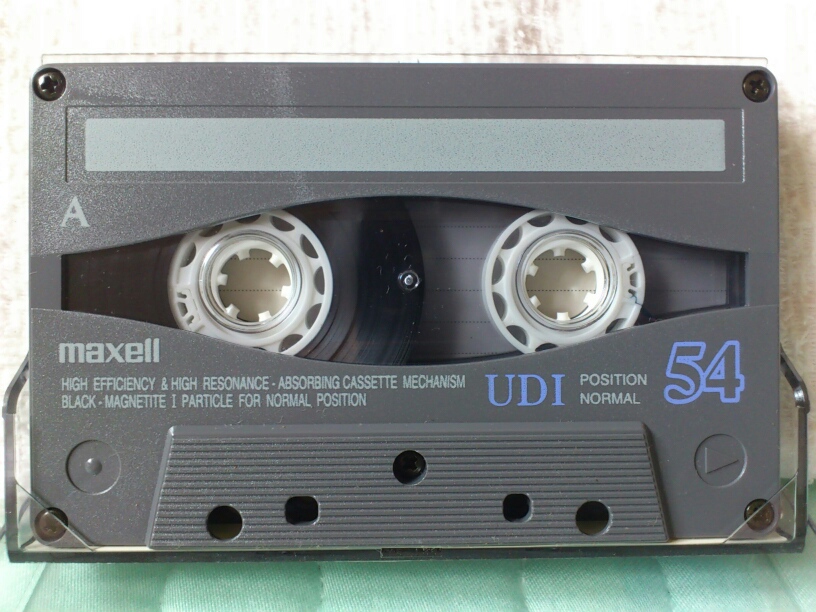 A
maxell
HIGH EFFICIENCY & HIGH RESONANCE - ABSORBING CASSETTE MECHANISM
BLACK - MAGNETITE I PARTICLE FOR NORMAL POSITION
UDI
POSITION
NORMAL
54